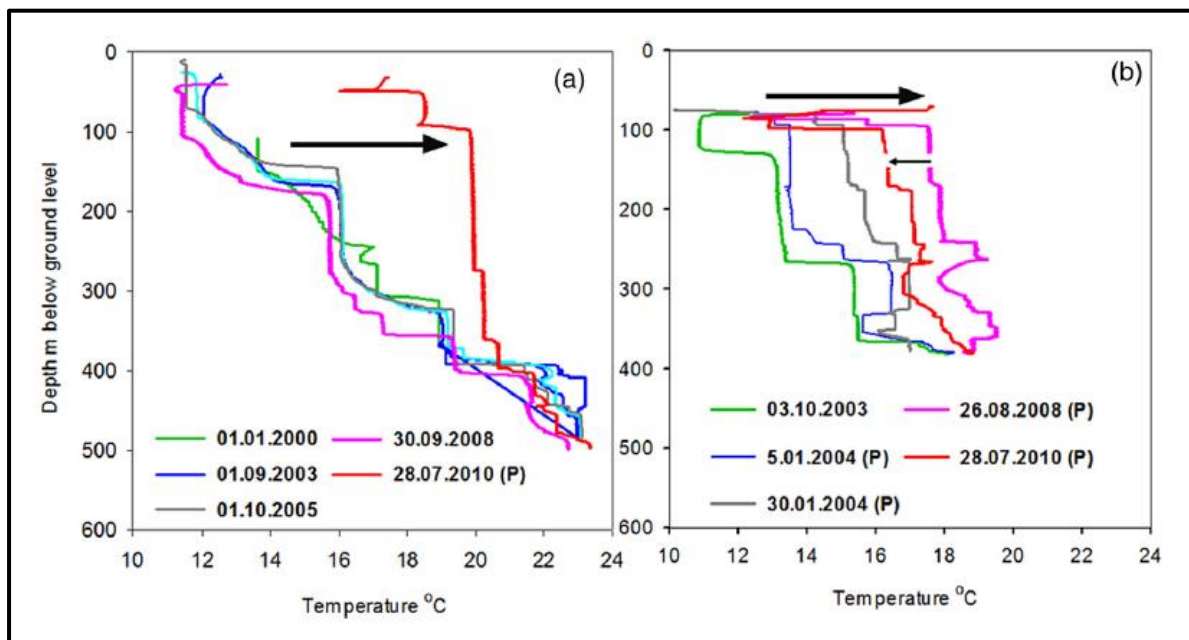 0
100
200
300
400
500
600
Depth m below ground level
(a)
01.01.2000
01.09.2003
01.10.2005
30.09.2008
28.07.2010 (P)
10 12 14 16 18 20 22 24
Temperature °C
0
100
200
300
400
500
600
(b)
03.10.2003
5.01.2004 (P)
30.01.2004 (P)
26.08.2008 (P)
28.07.2010 (P)
10 12 14 16 18 20 22 24
Temperature °C